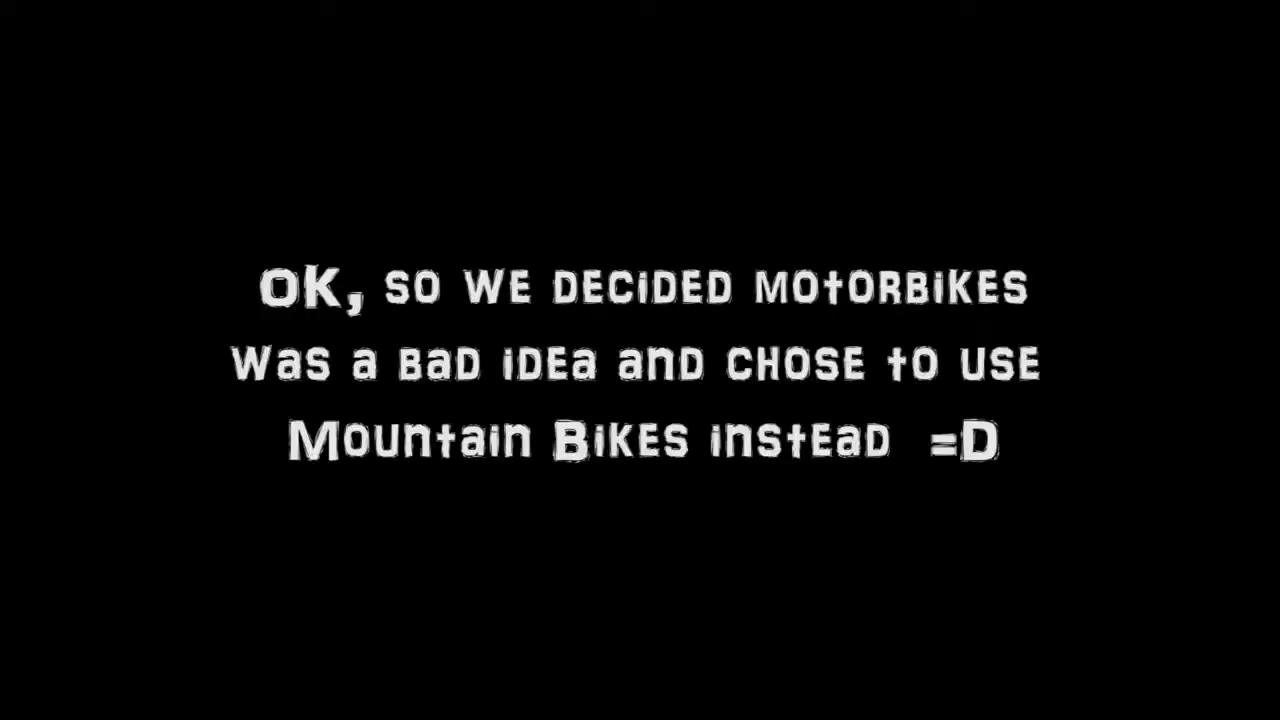 OK, so we decided motorbikes
was a bad idea and chose to use
Mountain Bikes instead =D